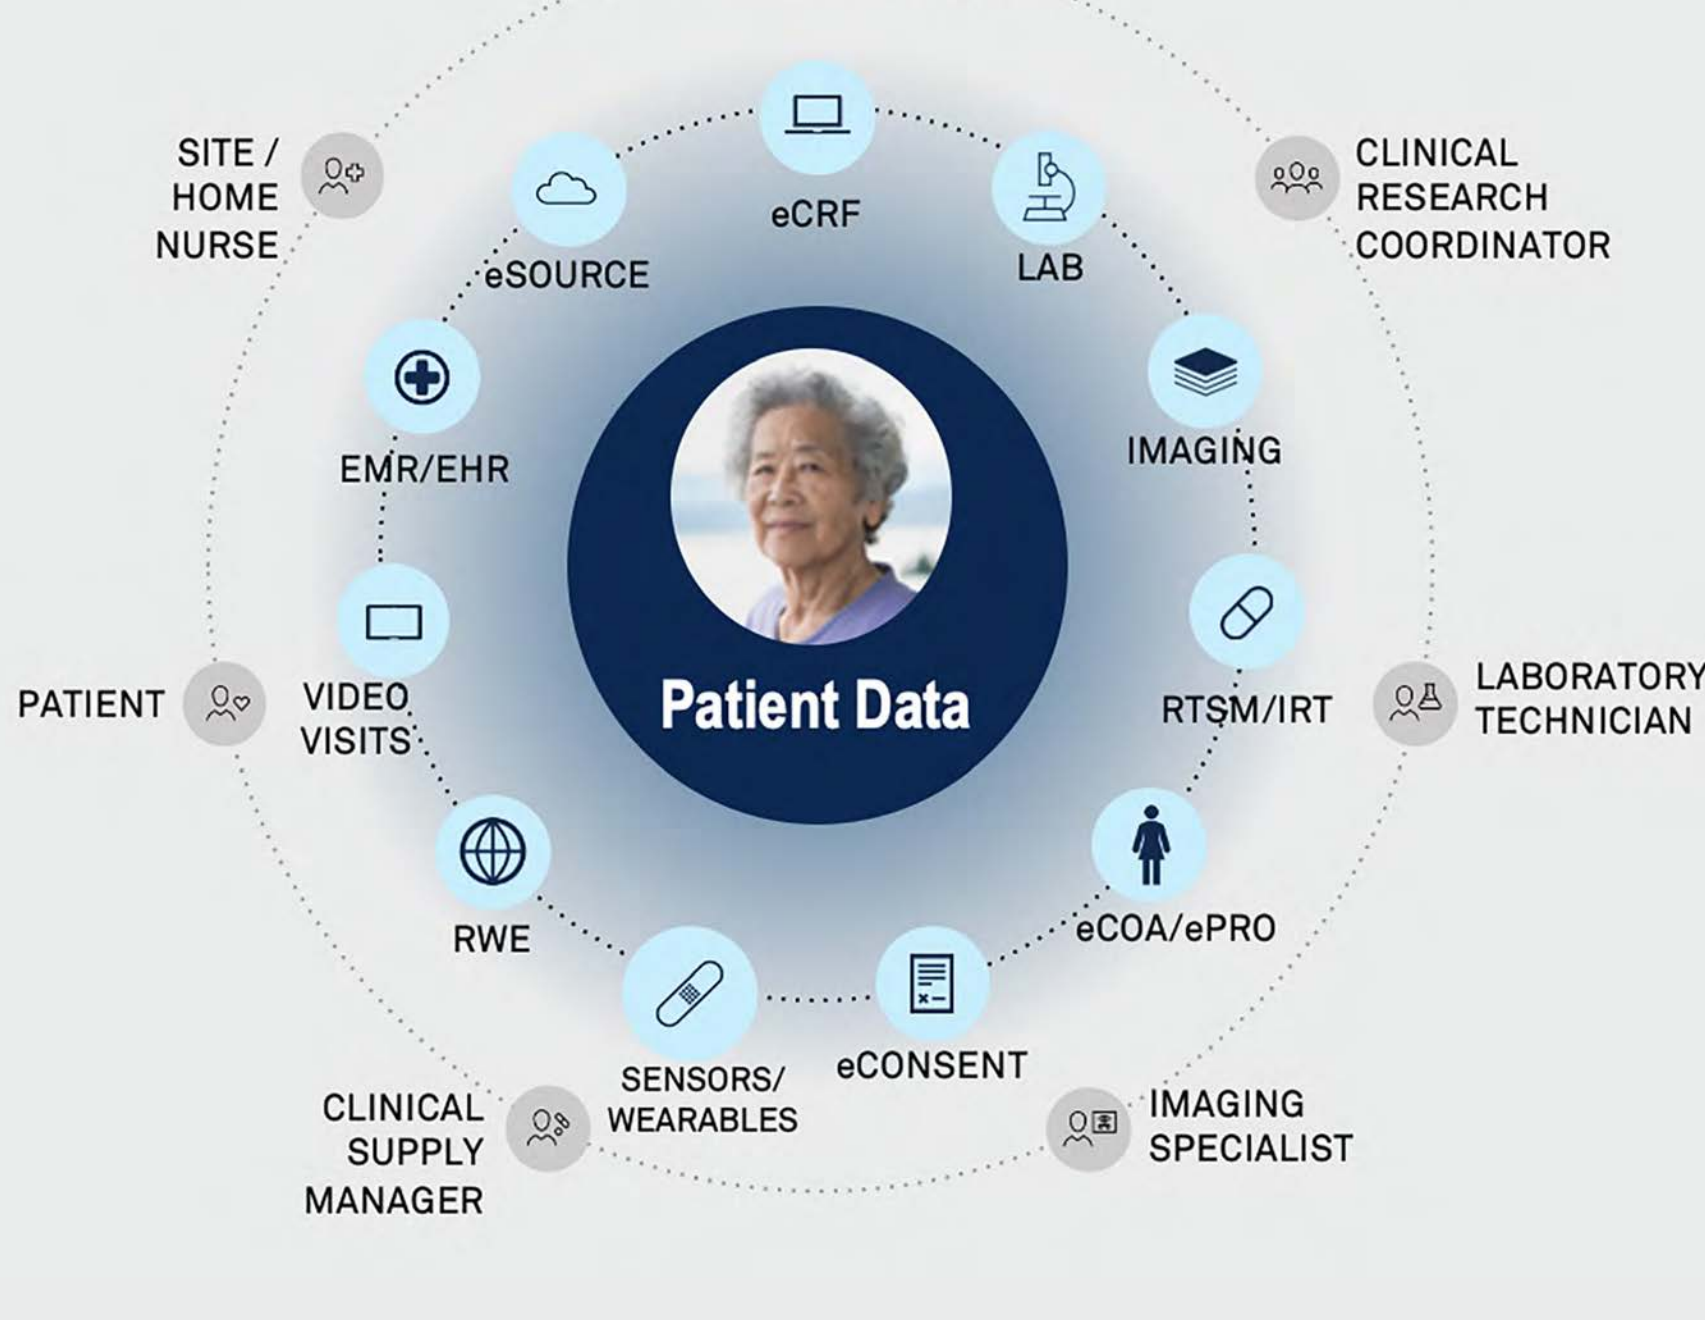 SITE /
HOME
NURSE
CLINICAL
RESEARCH
COORDINATOR
eCRF
eSOURCE
LAB
EMR/EHR
IMAGING
PATIENT
VIDEO
VISITS
Patient Data
RTSM/IRT
LABORATORY
TECHNICIAN
RWE
eCOA/ePRO
SENSORS/
WEARABLES
eCONSENT
CLINICAL
SUPPLY
MANAGER
IMAGING
SPECIALIST